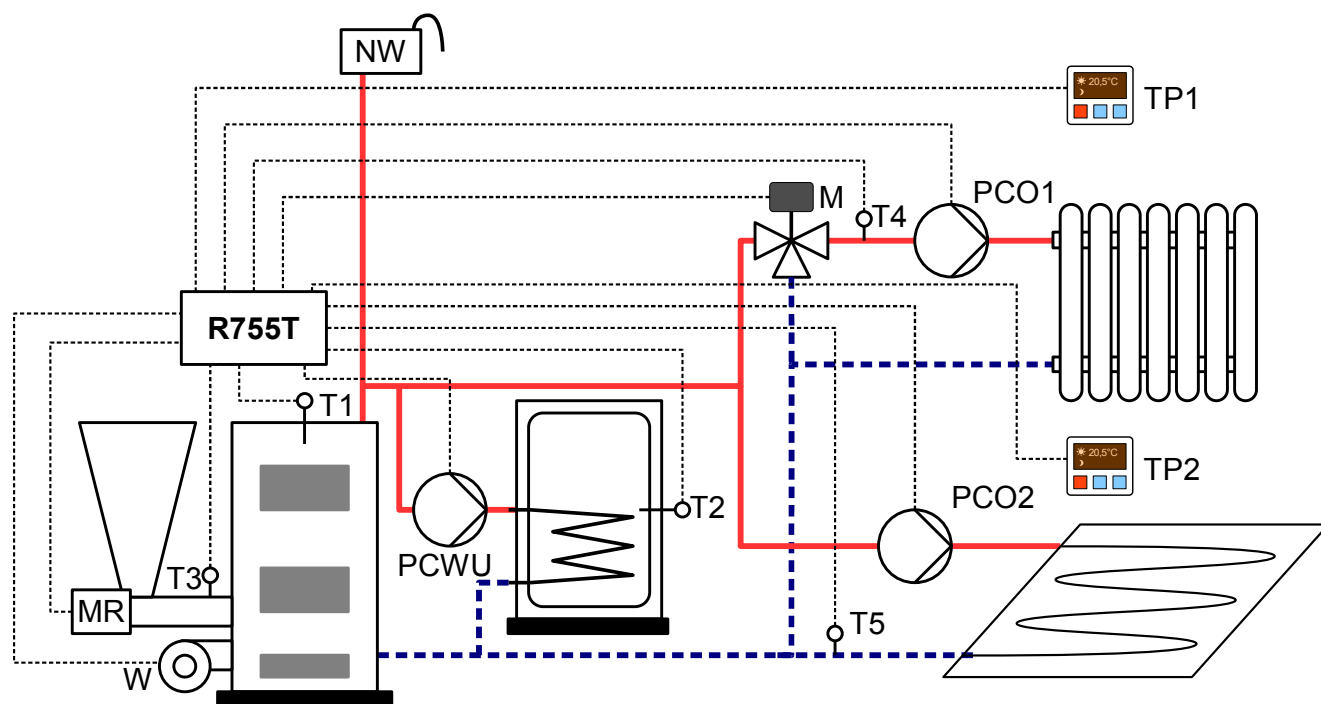 NW
20,5°C
TP1
PCO1
M
T4
R755T
T1
20,5°C
TP2
PCO2
T2
PCWU
T3
MR
T5
W